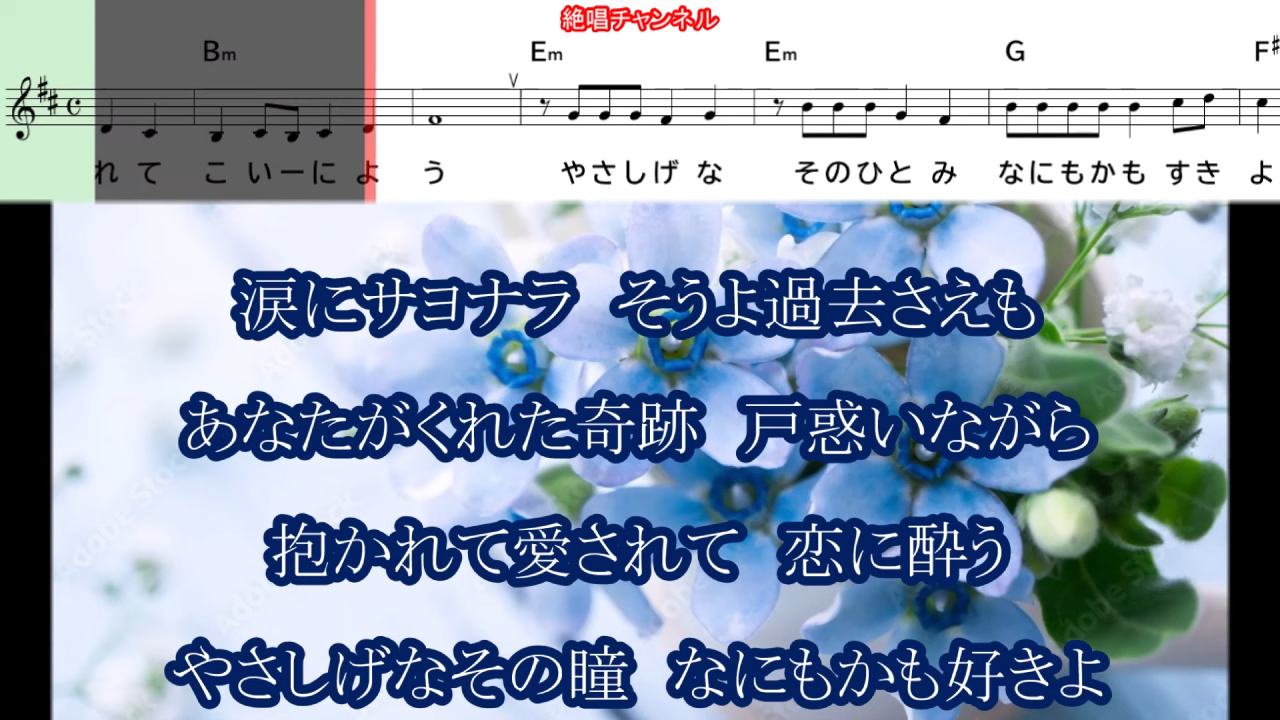 絶唱チャンネル
Bm Em Em G F#
れて こいーによう やさしげな そのひとみ なにもかも すきよ
涙にサヨナラ そうよ過去さえも
あなたがくれた奇跡 戸惑いながら
抱かれて愛されて 恋に酔う
やさしげなその瞳 なにもかも好きよ